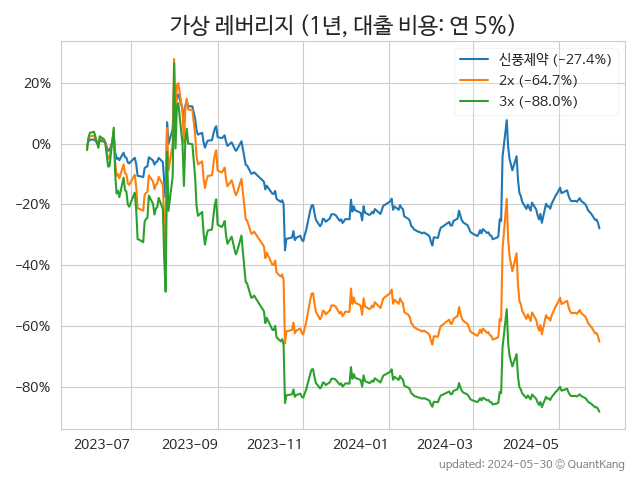 가상 레버리지 (1년, 대출 비용: 연 5%)
신풍제약 (−27.4%)
2x (−64.7%)
3x (−88.0%)
20%
0%
−20%
−40%
−60%
−80%
2023-07
2023-09
2023-11
2024-01
2024-03
2024-05
updated: 2024-05-30 © QuantKang